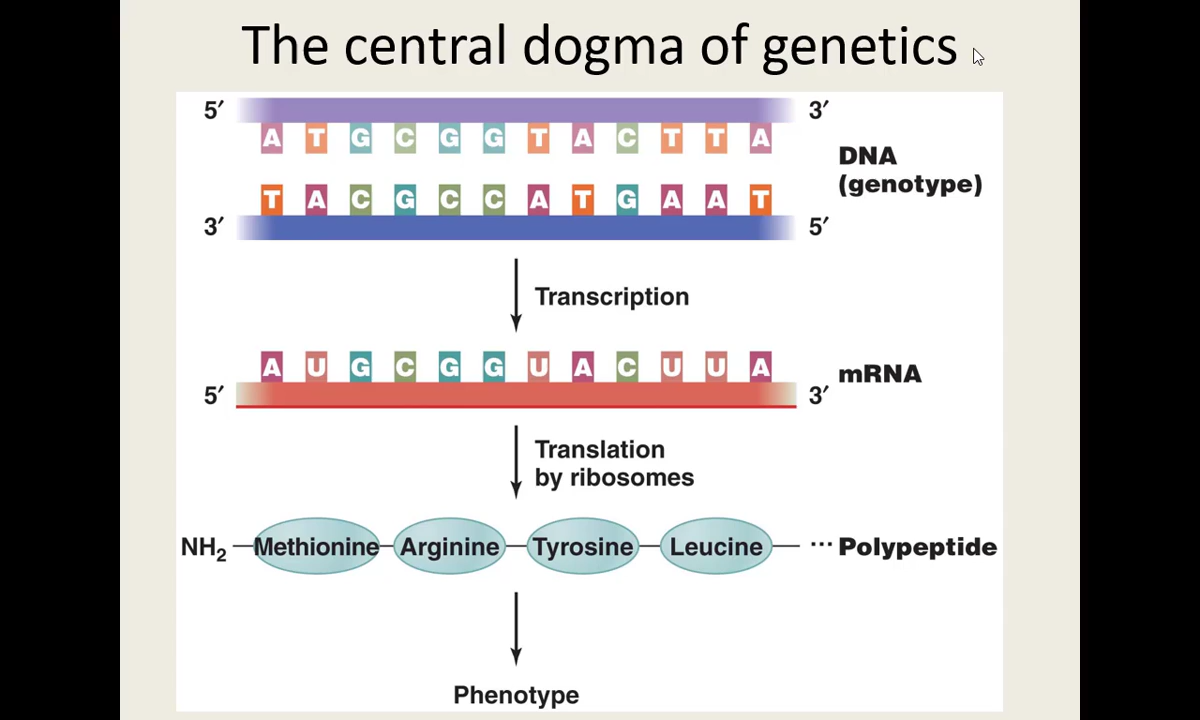 The central dogma of genetics
5′ 3′
A T G C G G T A C T T A
DNA
(genotype)
T A C G C C A T G A A T
3′ 5′
Transcription
A U G C G G U A C U U A
mRNA
5′ 3′
Translation
by ribosomes
NH₂ Methionine Arginine Tyrosine Leucine ··· Polypeptide
Phenotype